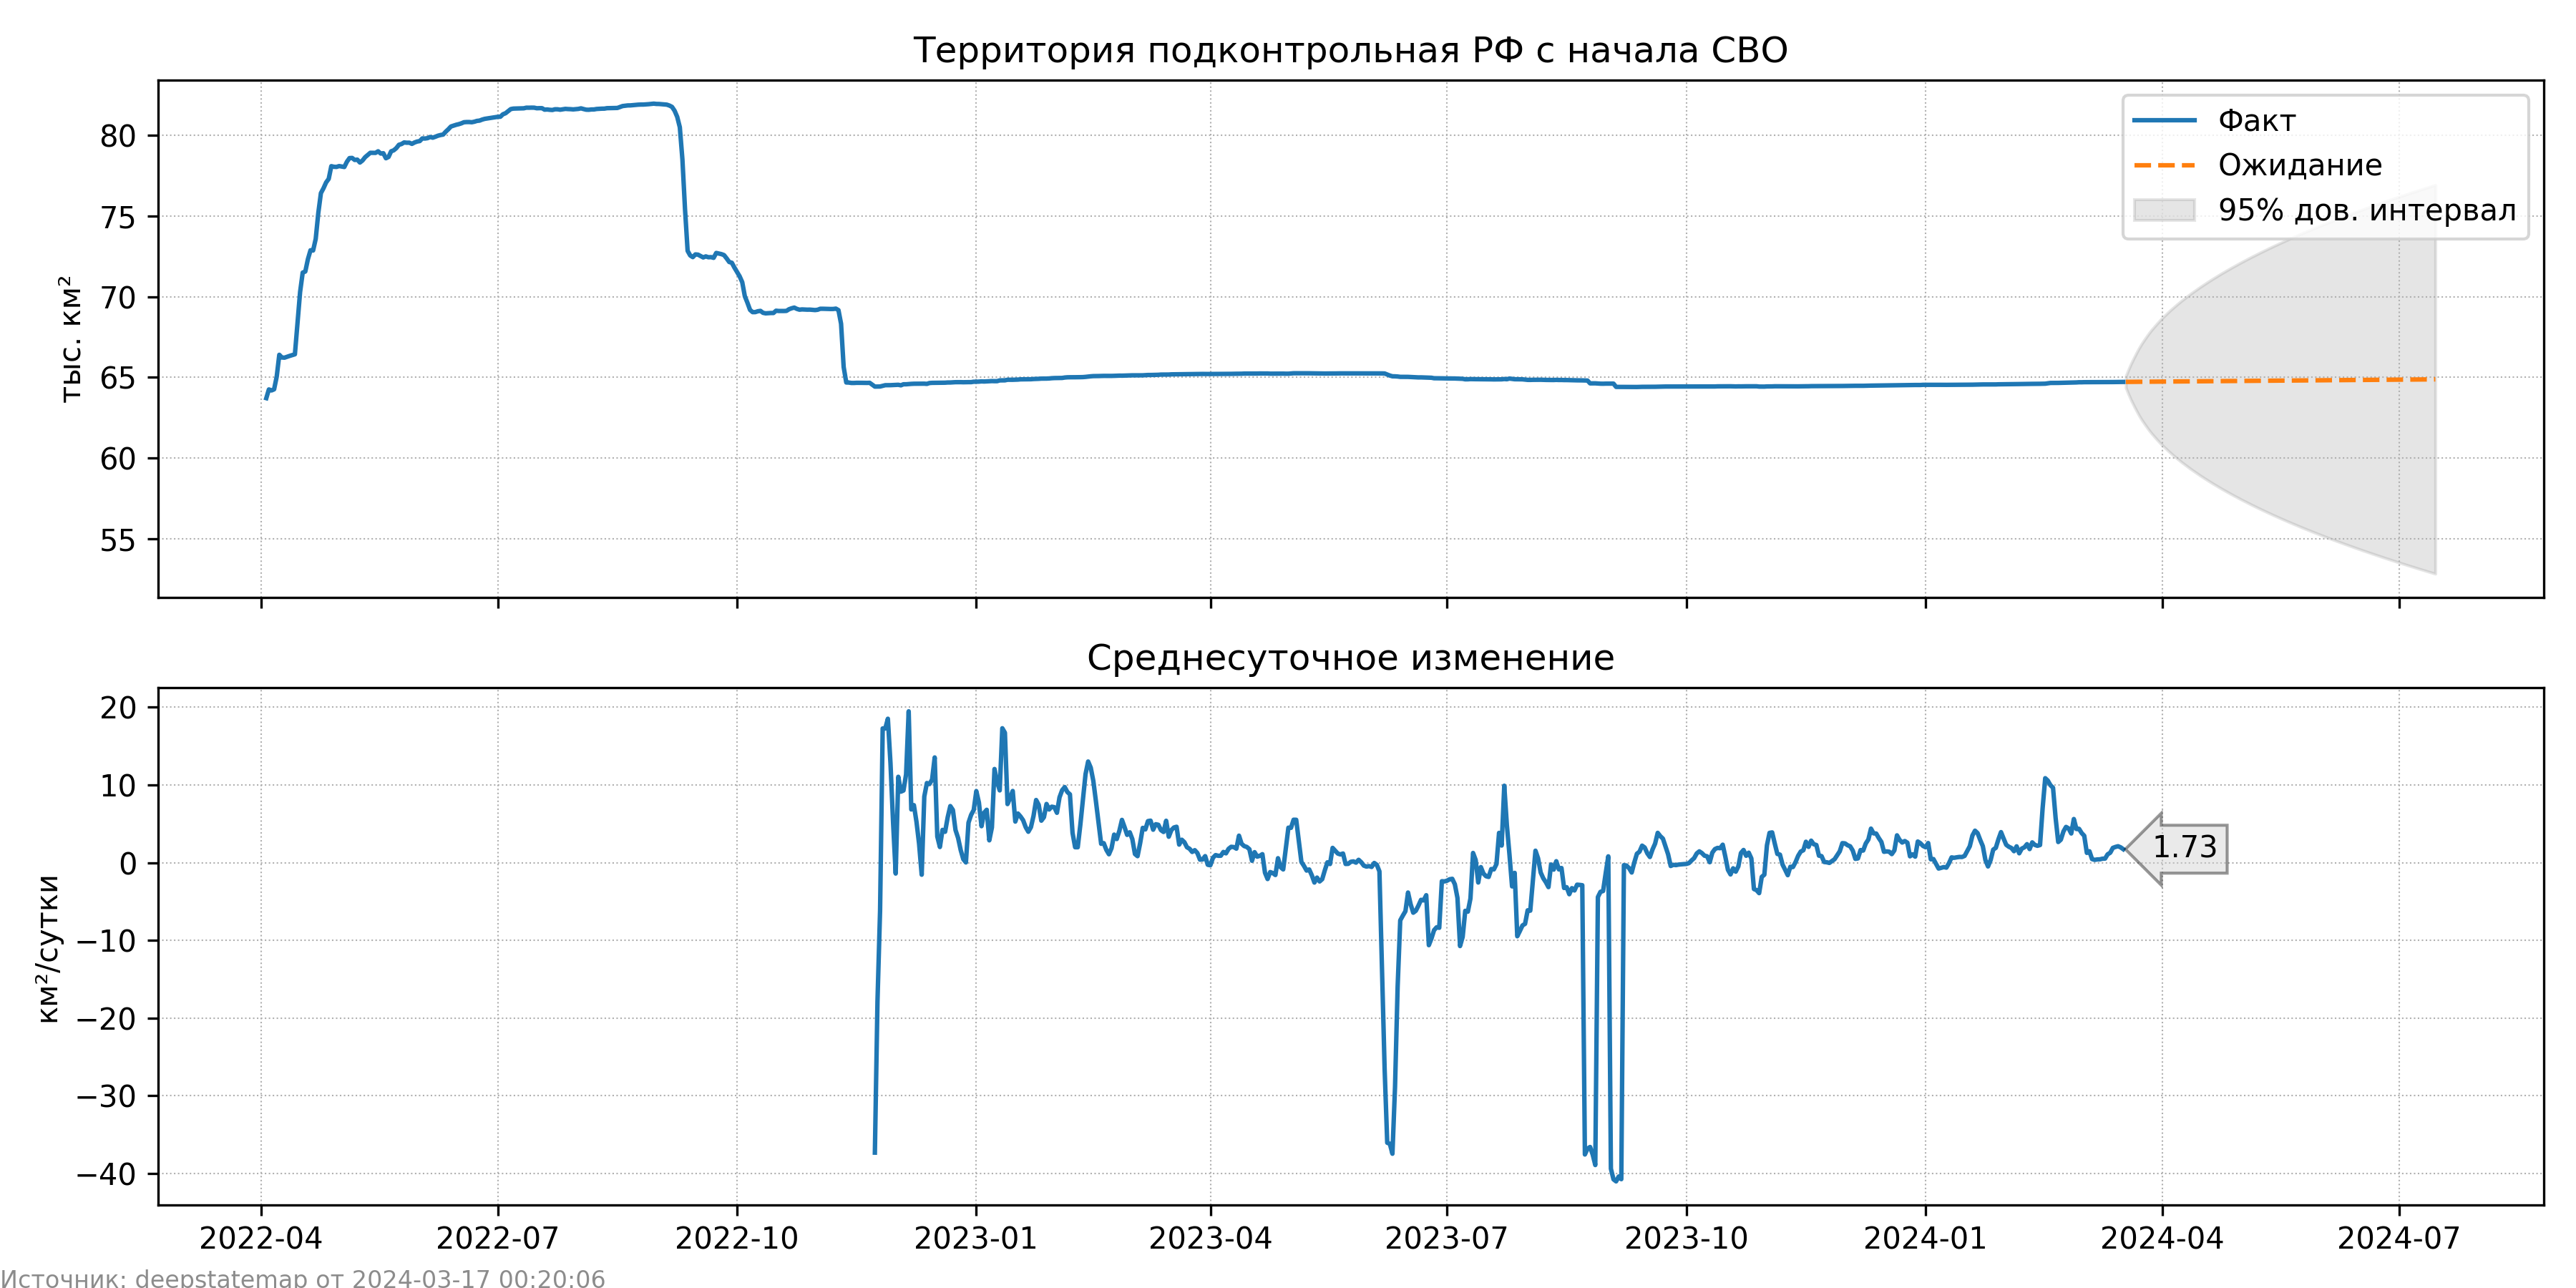 Территория подконтрольная РФ с начала СВО
тыс. км²
80
75
70
65
60
55
Факт
Ожидание
95% дов. интервал
Среднесуточное изменение
км²/сутки
20
10
0
−10
−20
−30
−40
1.73
2022-04 2022-07 2022-10 2023-01 2023-04 2023-07 2023-10 2024-01 2024-04 2024-07
Источник: deepstatemap от 2024-03-17 00:20:06